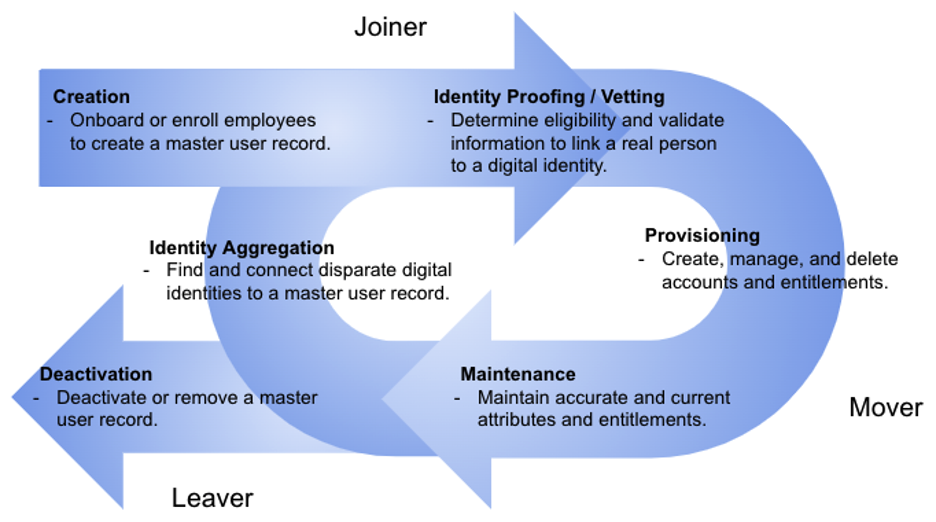 Joiner
Creation
- Onboard or enroll employees
to create a master user record.
Identity Proofing / Vetting
- Determine eligibility and validate
information to link a real person
to a digital identity.
Identity Aggregation
- Find and connect disparate digital
identities to a master user record.
Provisioning
- Create, manage, and delete
accounts and entitlements.
Deactivation
- Deactivate or remove a master
user record.
Maintenance
- Maintain accurate and current
attributes and entitlements.
Mover
Leaver